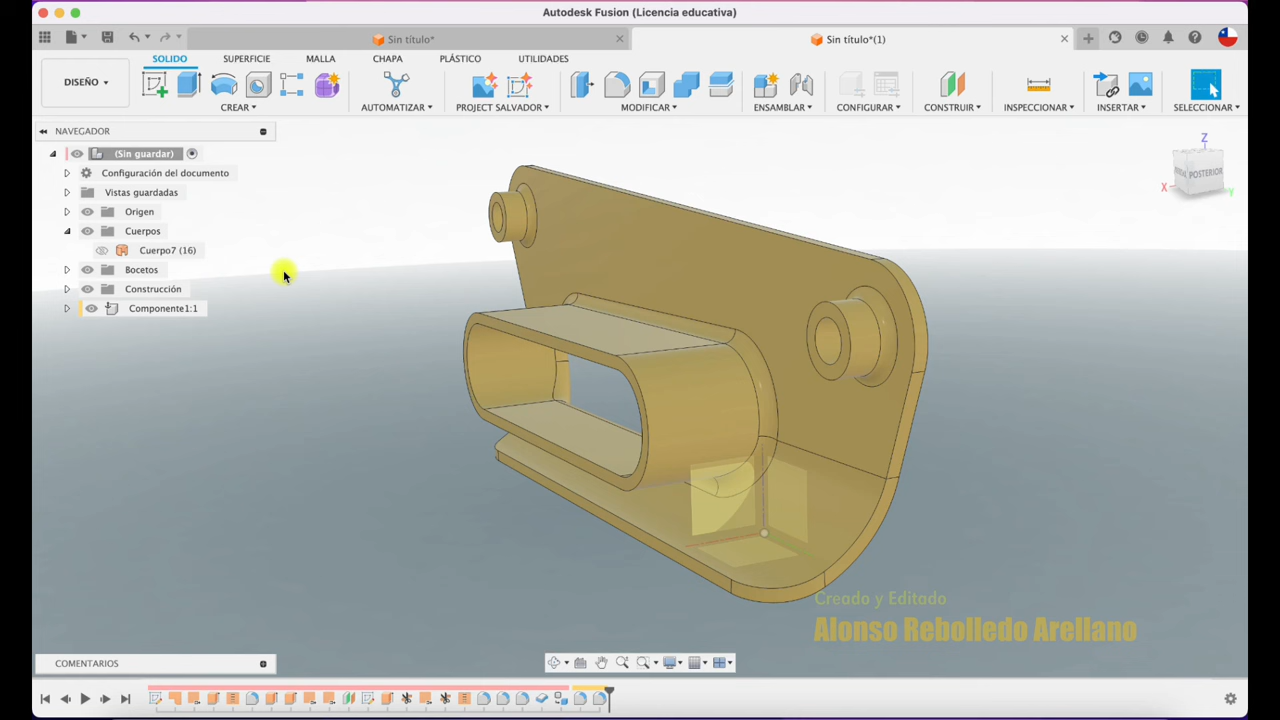 Autodesk Fusion (Licencia educativa)
Sin título*
Sin título*(1)
SOLIDO
SUPERFICIE
MALLA
CHAPA
PLÁSTICO
UTILIDADES
DISEÑO
CREAR
AUTOMATIZAR
PROJECT SALVADOR
MODIFICAR
ENSAMBLAR
CONFIGURAR
CONSTRUIR
INSPECCIONAR
INSERTAR
SELECCIONAR
NAVEGADOR
(Sin guardar)
Configuración del documento
Vistas guardadas
Origen
Cuerpos
Cuerpo7 (16)
Bocetos
Construcción
Componente1:1
Z
POSTERIOR
X
Y
Creado y Editado
Alonso Rebolledo Arellano
COMENTARIOS